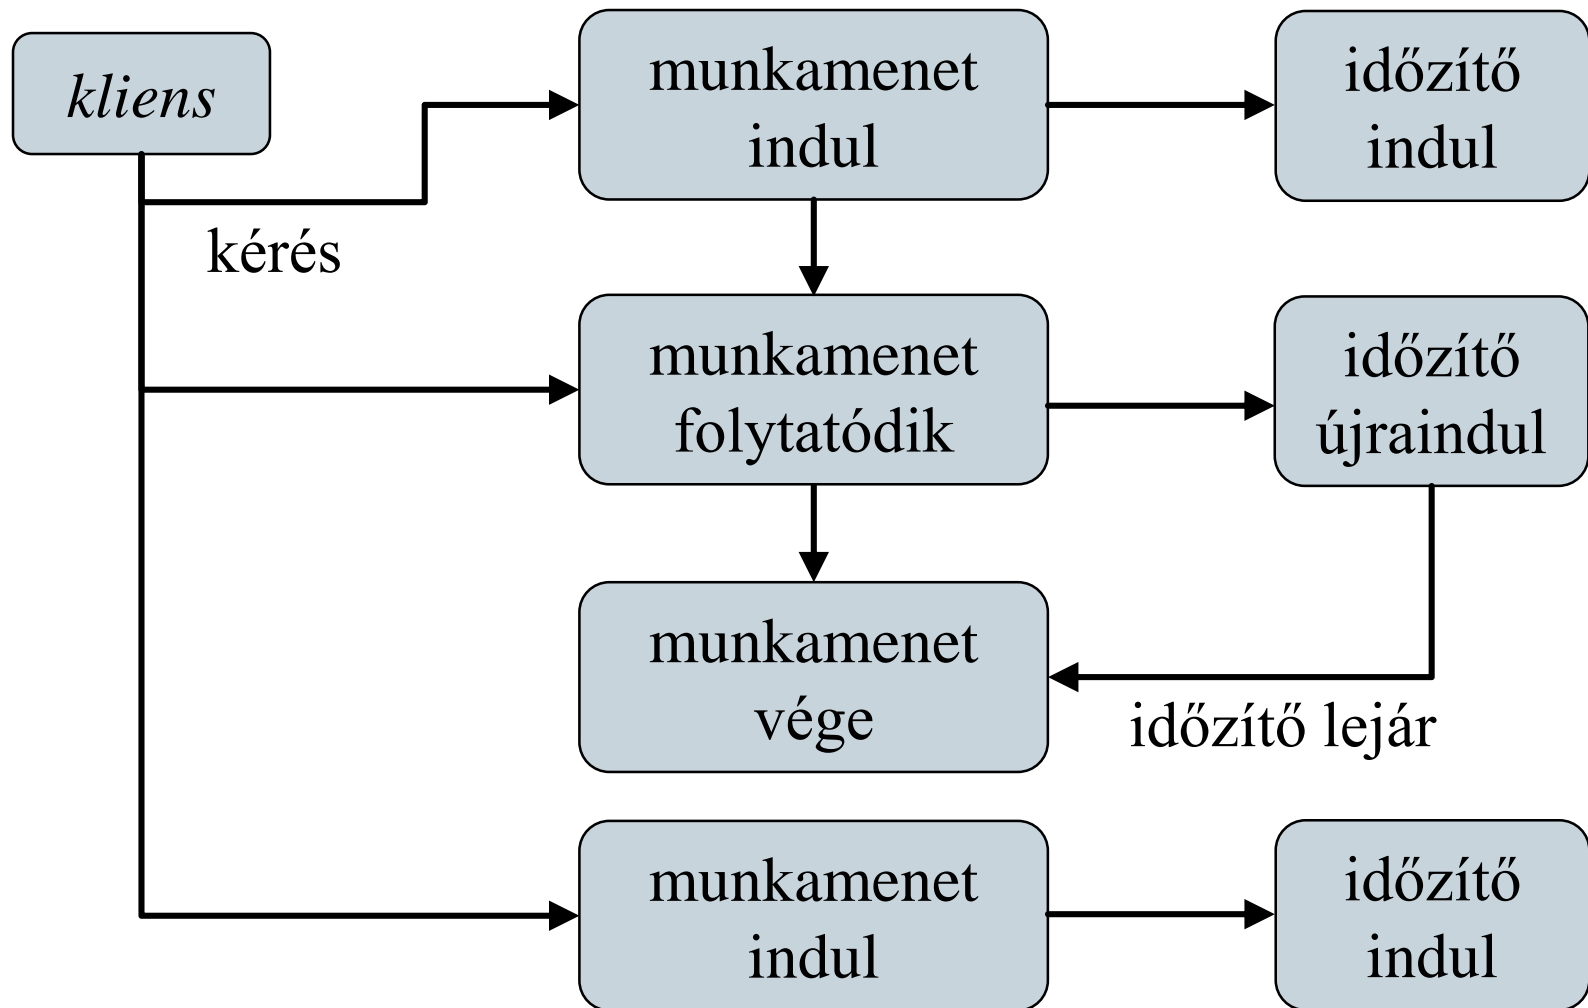 kliens
munkamenet
indul
időzítő
indul
kérés
munkamenet
folytatódik
időzítő
újraindul
munkamenet
vége
időzítő lejár
munkamenet
indul
időzítő
indul